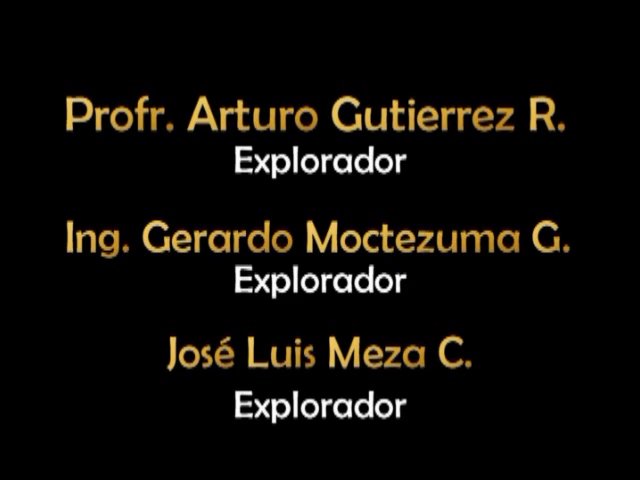 Profr. Arturo Gutierrez R.
Explorador
Ing. Gerardo Moctezuma G.
Explorador
José Luis Meza C.
Explorador